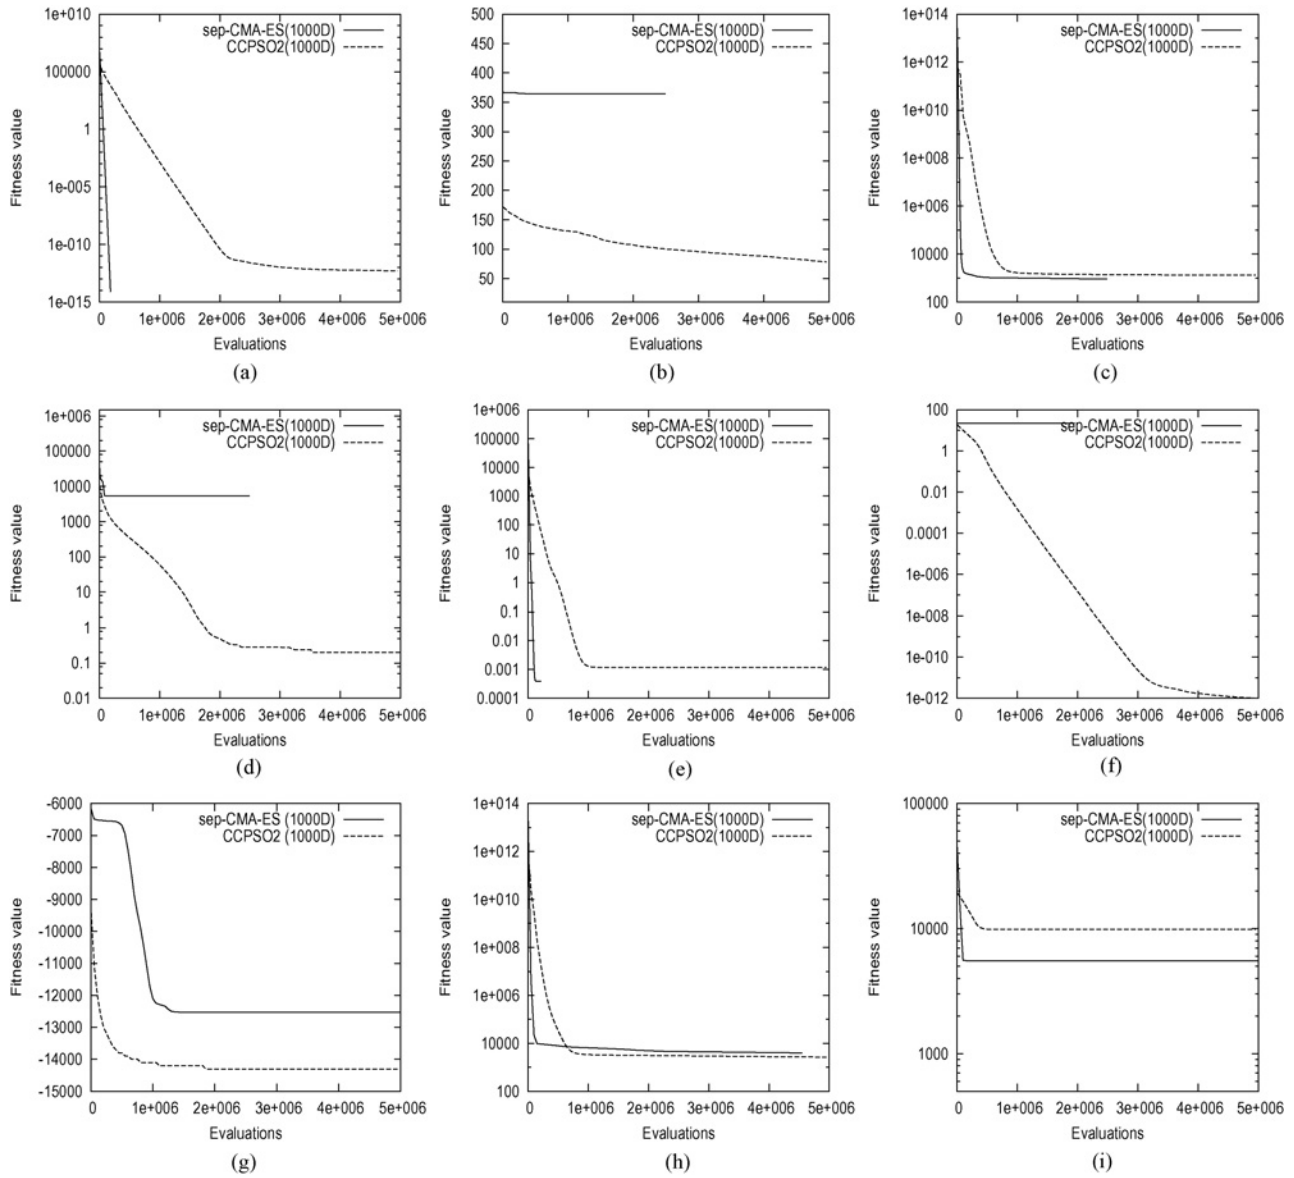 1e+010
100000
1
1e-005
1e-010
1e-015
Fitness value
sep-CMA-ES(1000D)
CCPSO2(1000D)
0 1e+006 2e+006 3e+006 4e+006 5e+006
Evaluations
(a)
500
450
400
350
300
250
200
150
100
50
Fitness value
sep-CMA-ES(1000D)
CCPSO2(1000D)
0 1e+006 2e+006 3e+006 4e+006 5e+006
Evaluations
(b)
1e+014
1e+012
1e+010
1e+008
1e+006
10000
100
Fitness value
sep-CMA-ES(1000D)
CCPSO2(1000D)
0 1e+006 2e+006 3e+006 4e+006 5e+006
Evaluations
(c)
1e+006
100000
10000
1000
100
10
1
0.1
0.01
Fitness value
sep-CMA-ES(1000D)
CCPSO2(1000D)
0 1e+006 2e+006 3e+006 4e+006 5e+006
Evaluations
(d)
1e+006
100000
10000
1000
100
10
1
0.1
0.01
0.001
0.0001
Fitness value
sep-CMA-ES(1000D)
CCPSO2(1000D)
0 1e+006 2e+006 3e+006 4e+006 5e+006
Evaluations
(e)
100
1
0.01
0.0001
1e-006
1e-008
1e-010
1e-012
Fitness value
sep-CMA-ES(1000D)
CCPSO2(1000D)
0 1e+006 2e+006 3e+006 4e+006 5e+006
Evaluations
(f)
-6000
-7000
-8000
-9000
-10000
-11000
-12000
-13000
-14000
-15000
Fitness value
sep-CMA-ES (1000D)
CCPSO2 (1000D)
0 1e+006 2e+006 3e+006 4e+006 5e+006
Evaluations
(g)
1e+014
1e+012
1e+010
1e+008
1e+006
10000
100
Fitness value
sep-CMA-ES(1000D)
CCPSO2(1000D)
0 1e+006 2e+006 3e+006 4e+006 5e+006
Evaluations
(h)
100000
10000
1000
Fitness value
sep-CMA-ES(1000D)
CCPSO2(1000D)
0 1e+006 2e+006 3e+006 4e+006 5e+006
Evaluations
(i)